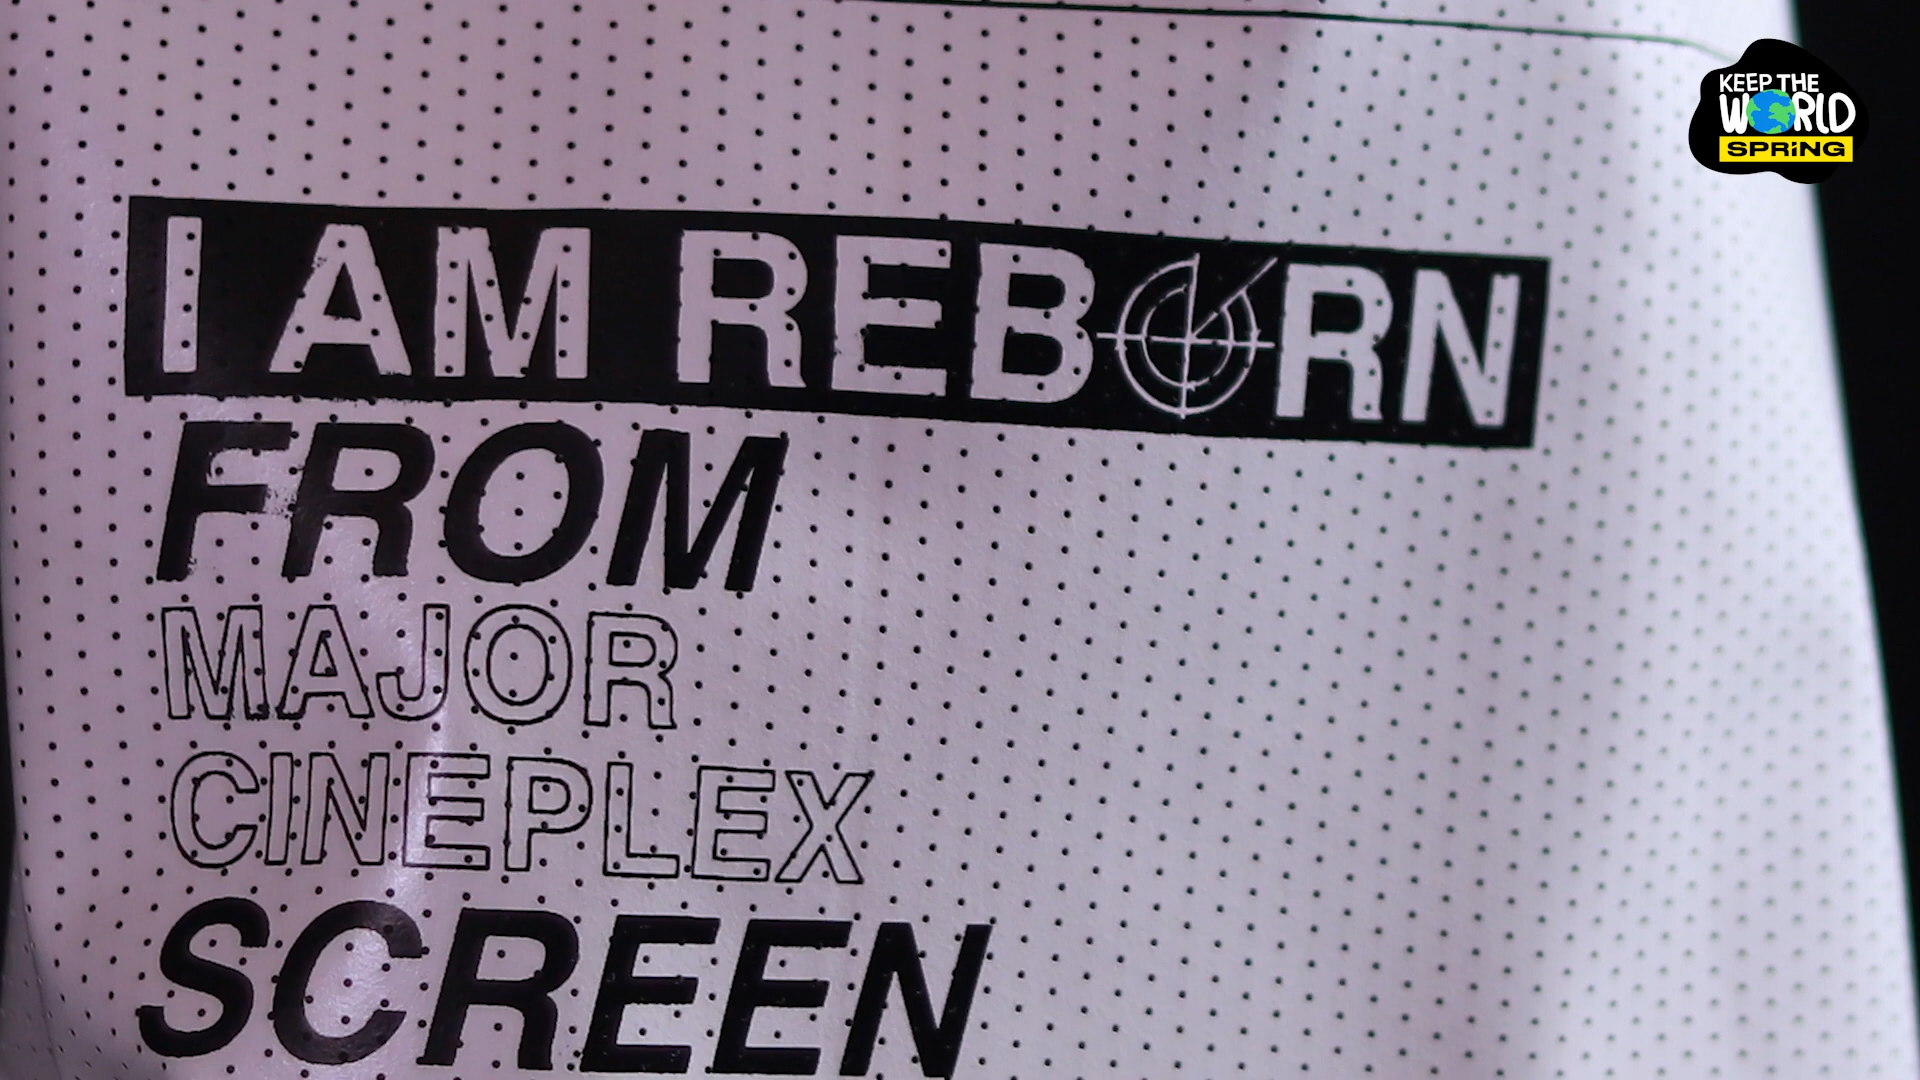 KEEP THE
WORLD
SPRiNG
I AM REBORN
FROM
MAJOR
CINEPLEX
SCREEN